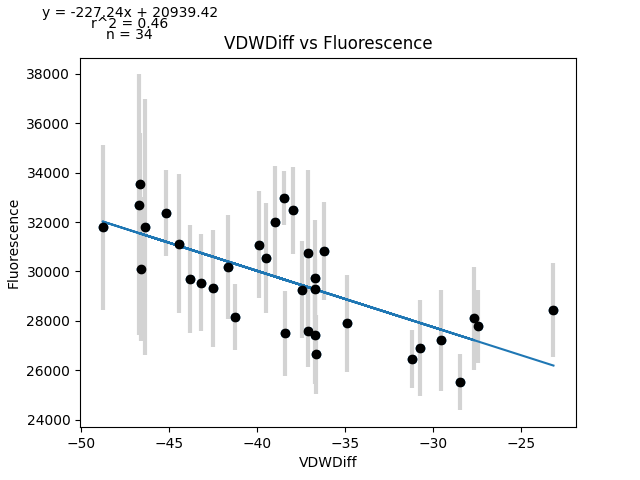 y = -227.24x + 20939.42
r^2 = 0.46
n = 34
VDWDiff vs Fluorescence
38000
36000
34000
32000
30000
28000
26000
24000
Fluorescence
−50 −45 −40 −35 −30 −25
VDWDiff